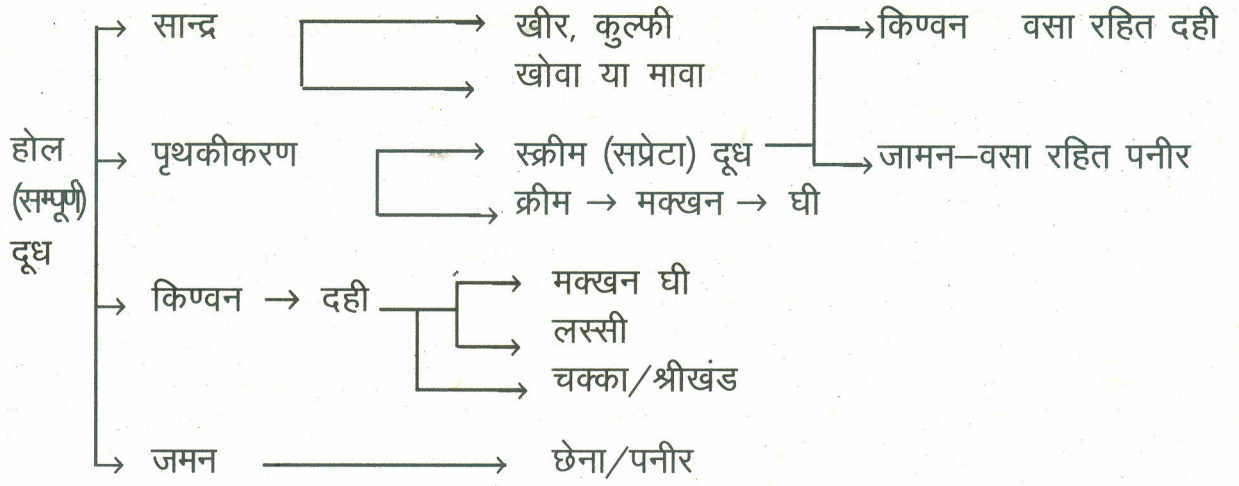 सान्द्र खीर, कुल्फी किण्वन वसा रहित दही
खोवा या मावा
होल
(सम्पूर्ण)
दूध
पृथकीकरण स्क्रीम (सप्रेटा) दूध जामन–वसा रहित पनीर
क्रीम → मक्खन → घी
किण्वन → दही मक्खन घी
लस्सी
चक्का/श्रीखंड
जमन छेना/पनीर